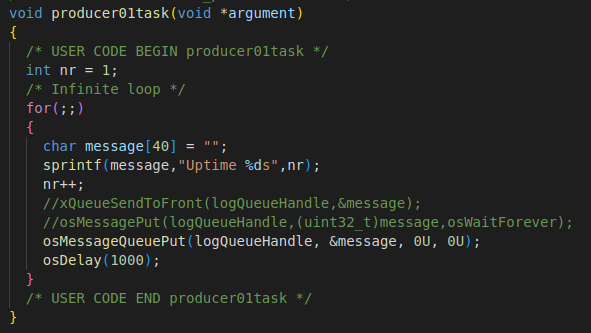 void producer01task(void *argument)
{
  /* USER CODE BEGIN producer01task */
  int nr = 1;
  /* Infinite loop */
  for(;;)
  {
    char message[40] = "";
    sprintf(message,"Uptime %ds",nr);
    nr++;
    //xQueueSendToFront(logQueueHandle,&message);
    //osMessagePut(logQueueHandle,(uint32_t)message,osWaitForever);
    osMessageQueuePut(logQueueHandle, &message, 0U, 0U);
    osDelay(1000);
  }
  /* USER CODE END producer01task */
}